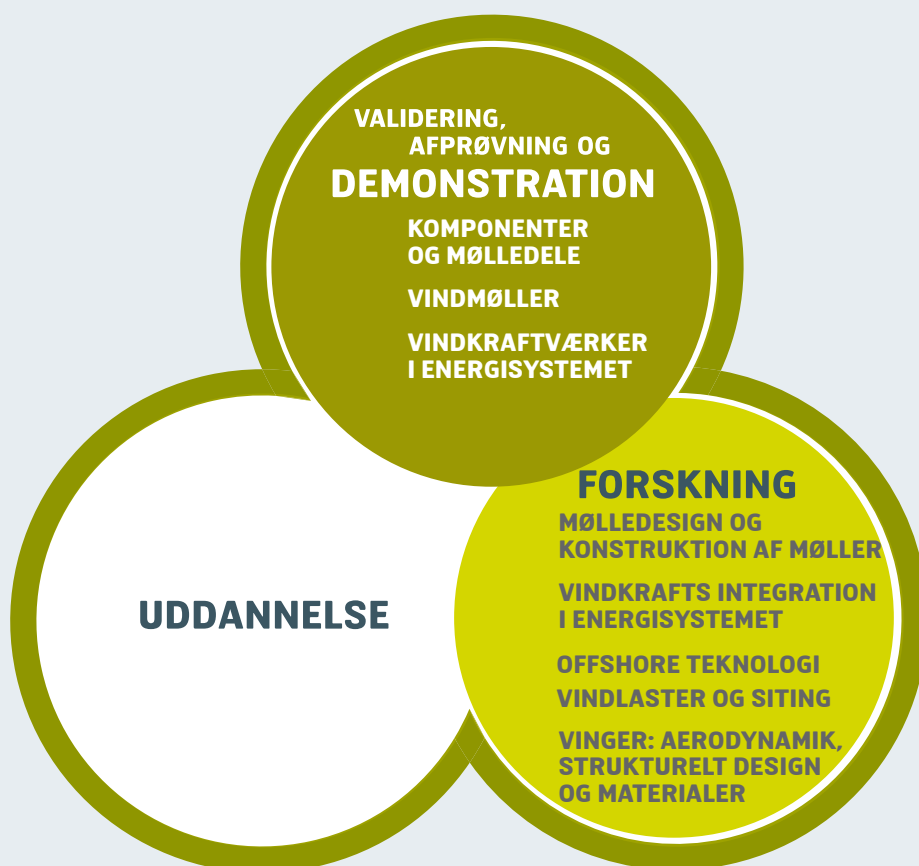 VALIDERING,
AFPRØVNING OG
DEMONSTRATION
KOMPONENTER
OG MØLLEDELE
VINDMØLLER
VINDKRAFTVÆRKER
I ENERGISYSTEMET
UDDANNELSE
FORSKNING
MØLLEDESIGN OG
KONSTRUKTION AF MØLLER
VINDKRAFTS INTEGRATION
I ENERGISYSTEMET
OFFSHORE TEKNOLOGI
VINDLASTER OG SITING
VINGER: AERODYNAMIK,
STRUKTURELT DESIGN
OG MATERIALER